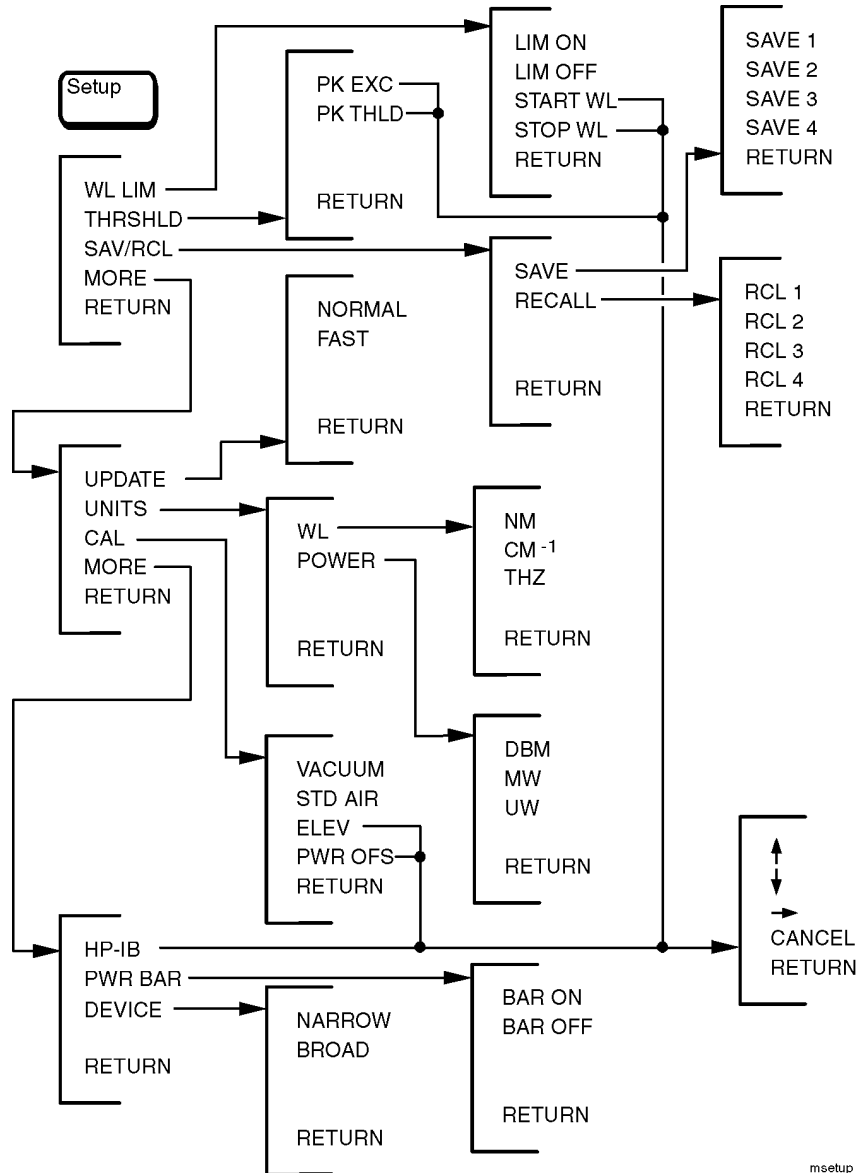 Setup
WL LIM
THRSHLD
SAV/RCL
MORE
RETURN
PK EXC
PK THLD
RETURN
LIM ON
LIM OFF
START WL
STOP WL
RETURN
SAVE 1
SAVE 2
SAVE 3
SAVE 4
RETURN
SAVE
RECALL
RETURN
RCL 1
RCL 2
RCL 3
RCL 4
RETURN
NORMAL
FAST
RETURN
UPDATE
UNITS
CAL
MORE
RETURN
WL
POWER
RETURN
NM
CM -1
THZ
RETURN
DBM
MW
UW
RETURN
VACUUM
STD AIR
ELEV
PWR OFS
RETURN
HP-IB
PWR BAR
DEVICE
RETURN
NARROW
BROAD
RETURN
BAR ON
BAR OFF
RETURN
CANCEL
RETURN
msetup